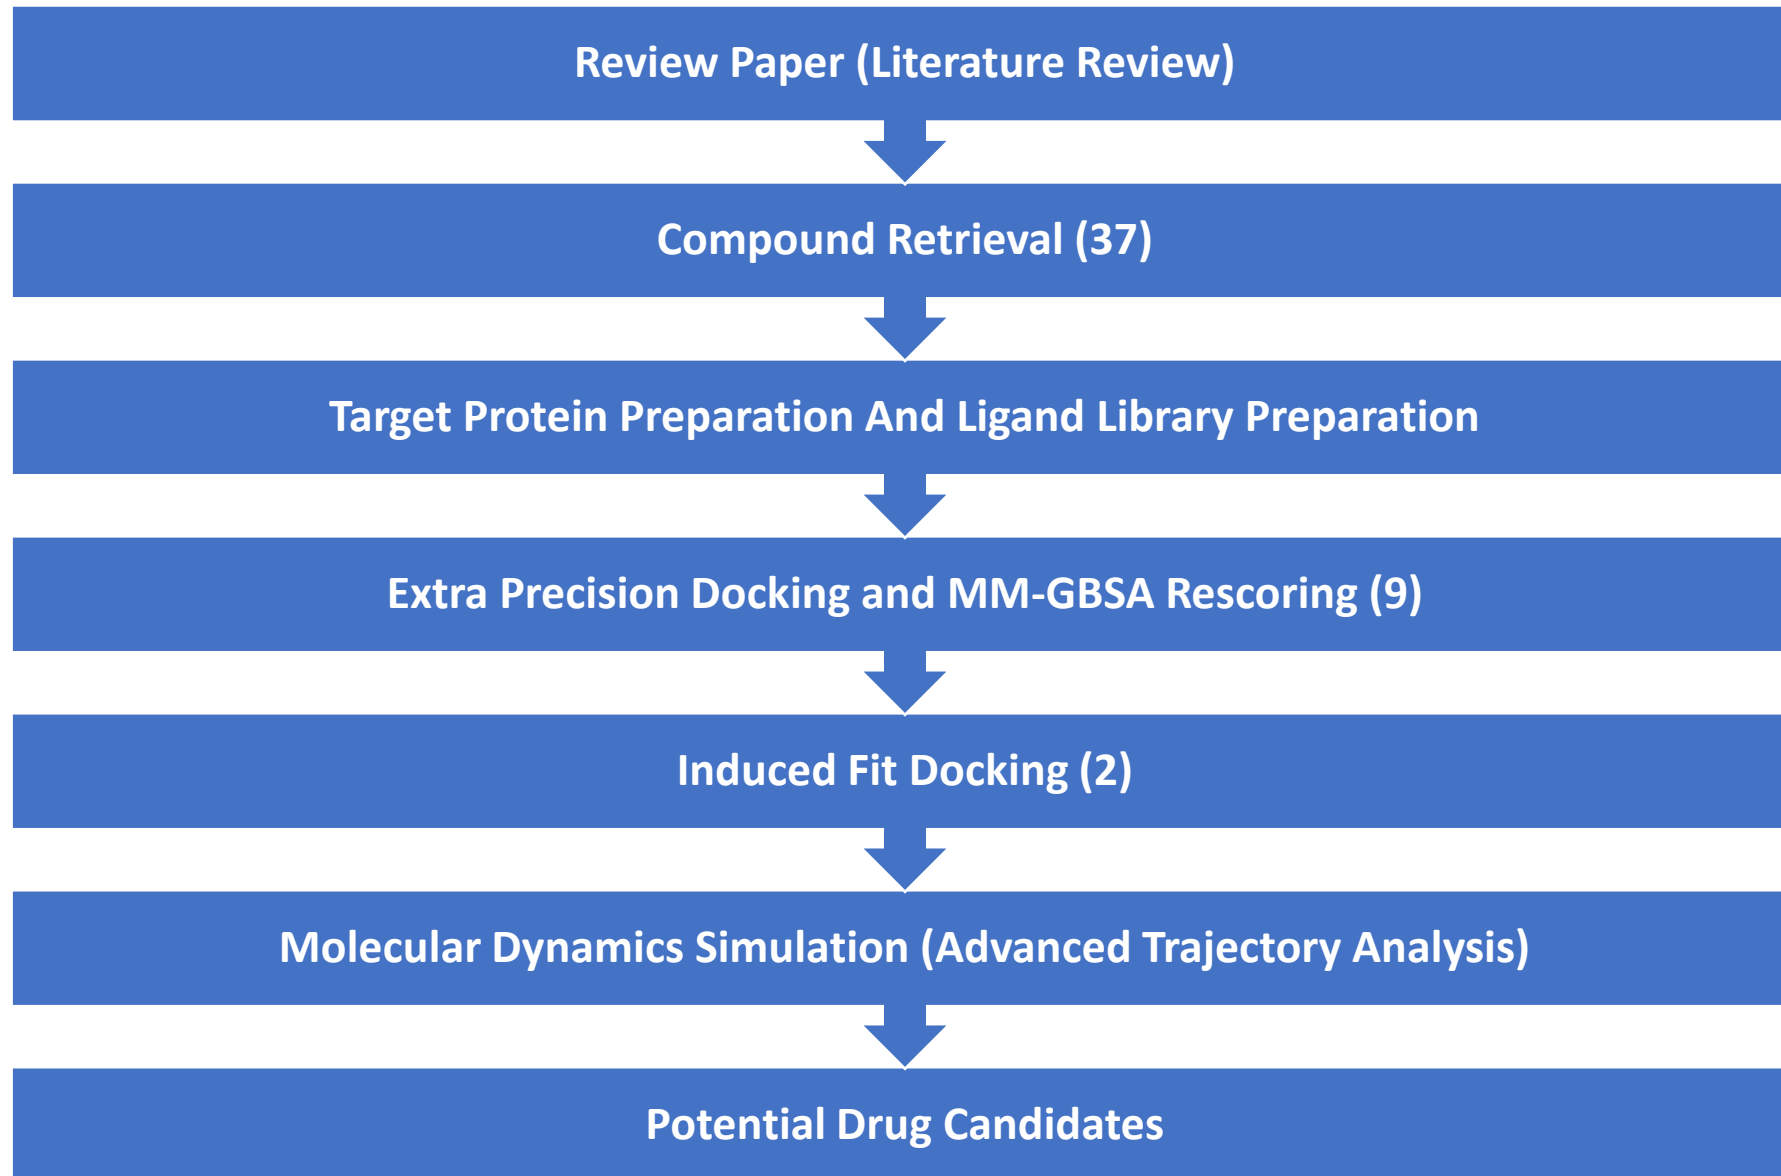 Review Paper (Literature Review)
Compound Retrieval (37)
Target Protein Preparation And Ligand Library Preparation
Extra Precision Docking and MM-GBSA Rescoring (9)
Induced Fit Docking (2)
Molecular Dynamics Simulation (Advanced Trajectory Analysis)
Potential Drug Candidates